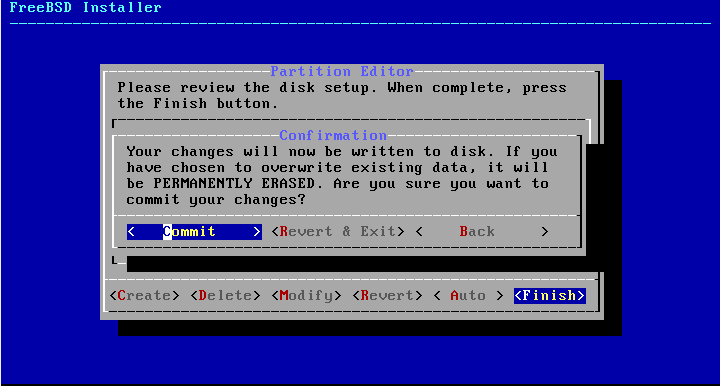 FreeBSD Installer
Partition Editor
Please review the disk setup. When complete, press
the Finish button.
Confirmation
Your changes will now be written to disk. If you
have chosen to overwrite existing data, it will
be PERMANENTLY ERASED. Are you sure you want to
commit your changes?
< Commit > <Revert & Exit> < Back >
<Create> <Delete> <Modify> <Revert> < Auto > <Finish>